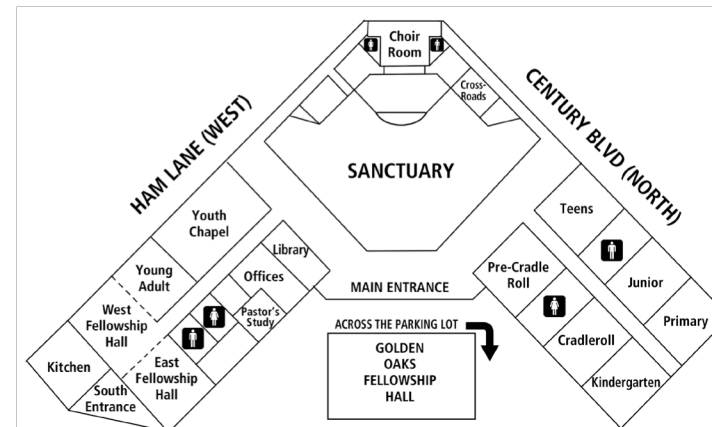 Choir
Room
Cross-
Roads
HAM LANE (WEST)
CENTURY BLVD (NORTH)
SANCTUARY
Youth
Chapel
Teens
Library
Young
Adult
Offices
Pre-Cradle
Roll
Junior
MAIN ENTRANCE
West
Fellowship
Hall
Pastor's
Study
Primary
ACROSS THE PARKING LOT
Cradleroll
GOLDEN
OAKS
FELLOWSHIP
HALL
Kitchen
East
Fellowship
Hall
Kindergarten
South
Entrance